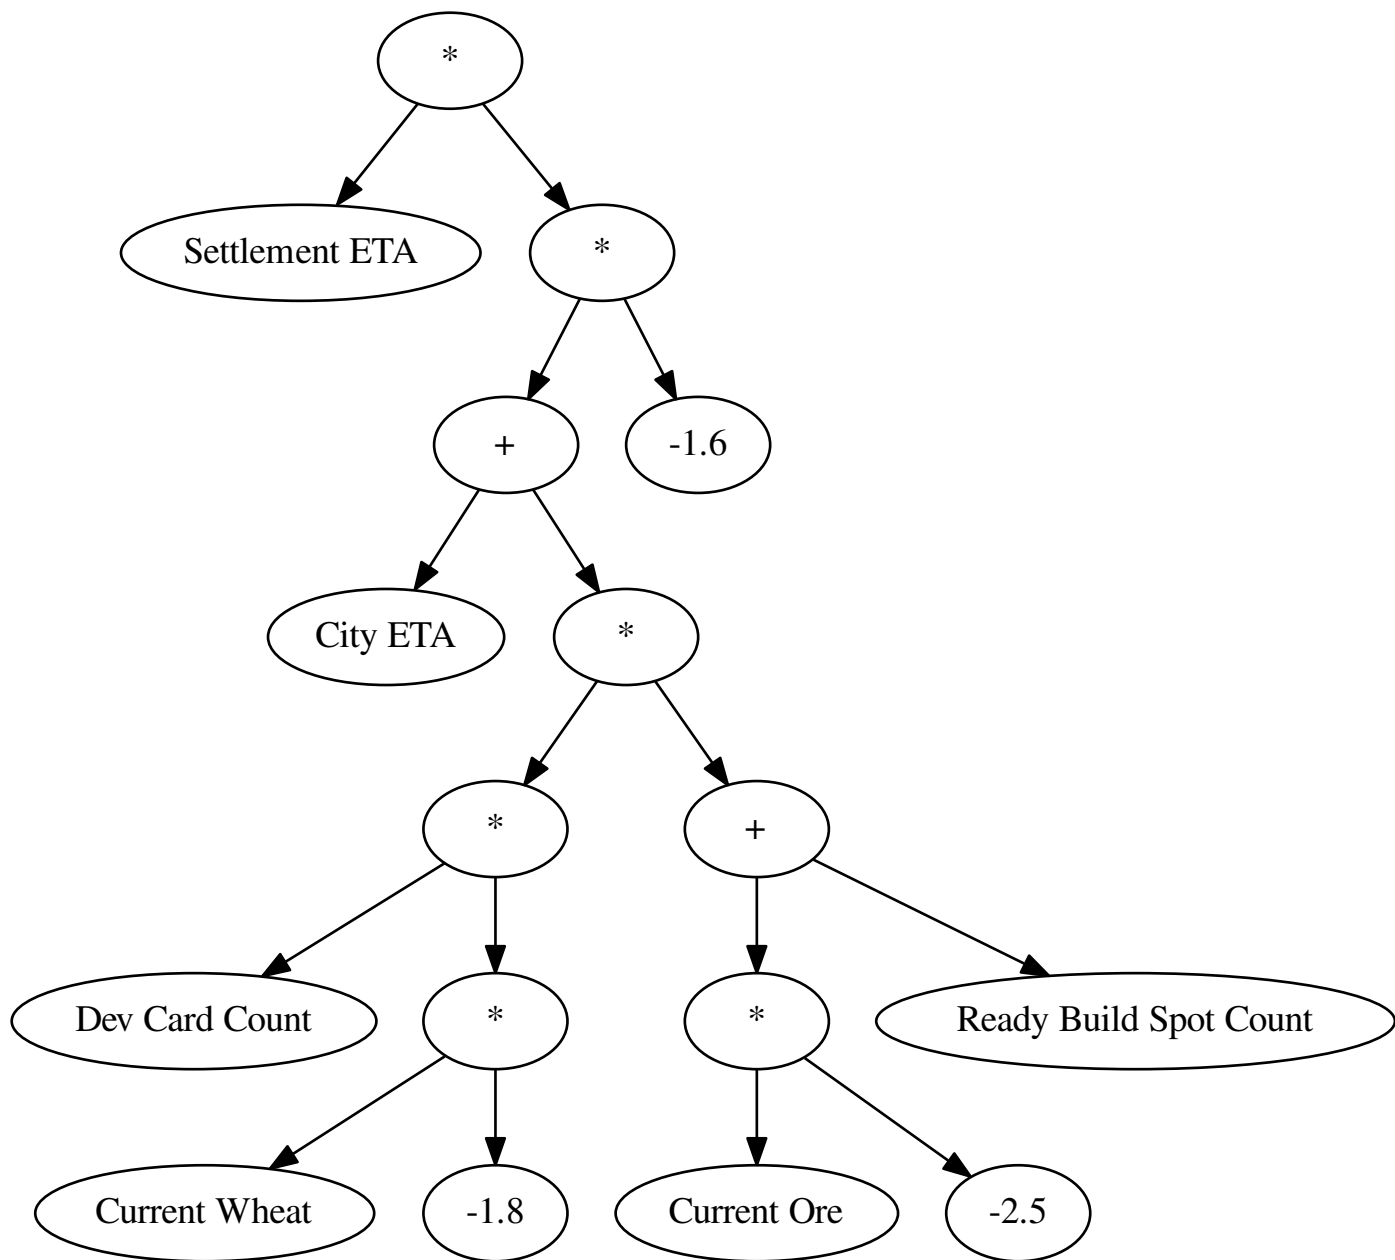 *
Settlement ETA
*
+
-1.6
City ETA
*
*
+
Dev Card Count
*
*
Ready Build Spot Count
Current Wheat
-1.8
Current Ore
-2.5